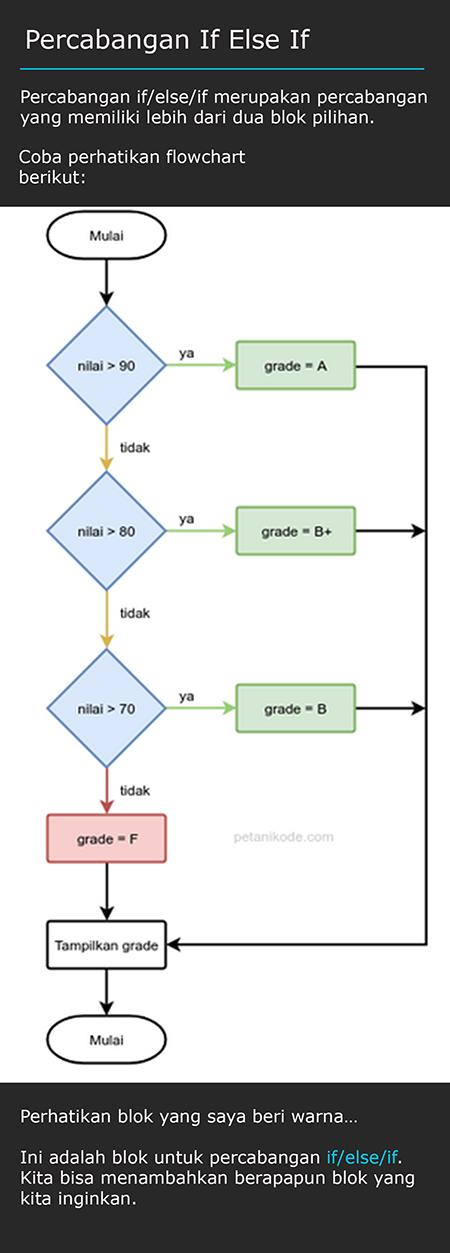 Percabangan If Else If
Percabangan if/else/if merupakan percabangan
yang memiliki lebih dari dua blok pilihan.
Coba perhatikan flowchart
berikut:
Mulai
nilai > 90
ya
grade = A
tidak
nilai > 80
ya
grade = B+
tidak
nilai > 70
ya
grade = B
tidak
grade = F
petanikode.com
Tampilkan grade
Mulai
Perhatikan blok yang saya beri warna…
Ini adalah blok untuk percabangan if/else/if.
Kita bisa menambahkan berapapun blok yang
kita inginkan.